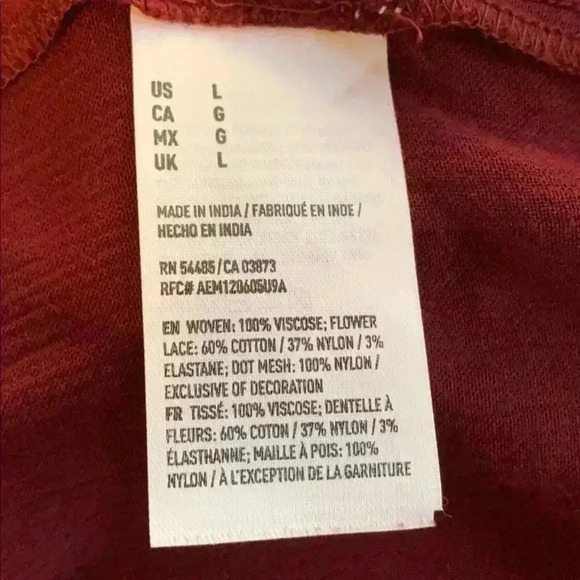 US L
CA G
MX G
UK L
MADE IN INDIA / FABRIQUÉ EN INDE /
HECHO EN INDIA
RN 54485 / CA 03873
RFC# AEM120605U9A
EN WOVEN: 100% VISCOSE; FLOWER
LACE: 60% COTTON / 37% NYLON / 3%
ELASTANE; DOT MESH: 100% NYLON /
EXCLUSIVE OF DECORATION
FR TISSÉ: 100% VISCOSE; DENTELLE À
FLEURS: 60% COTON / 37% NYLON / 3%
ÉLASTHANNE; MAILLE À POIS: 100%
NYLON / À L'EXCEPTION DE LA GARNITURE